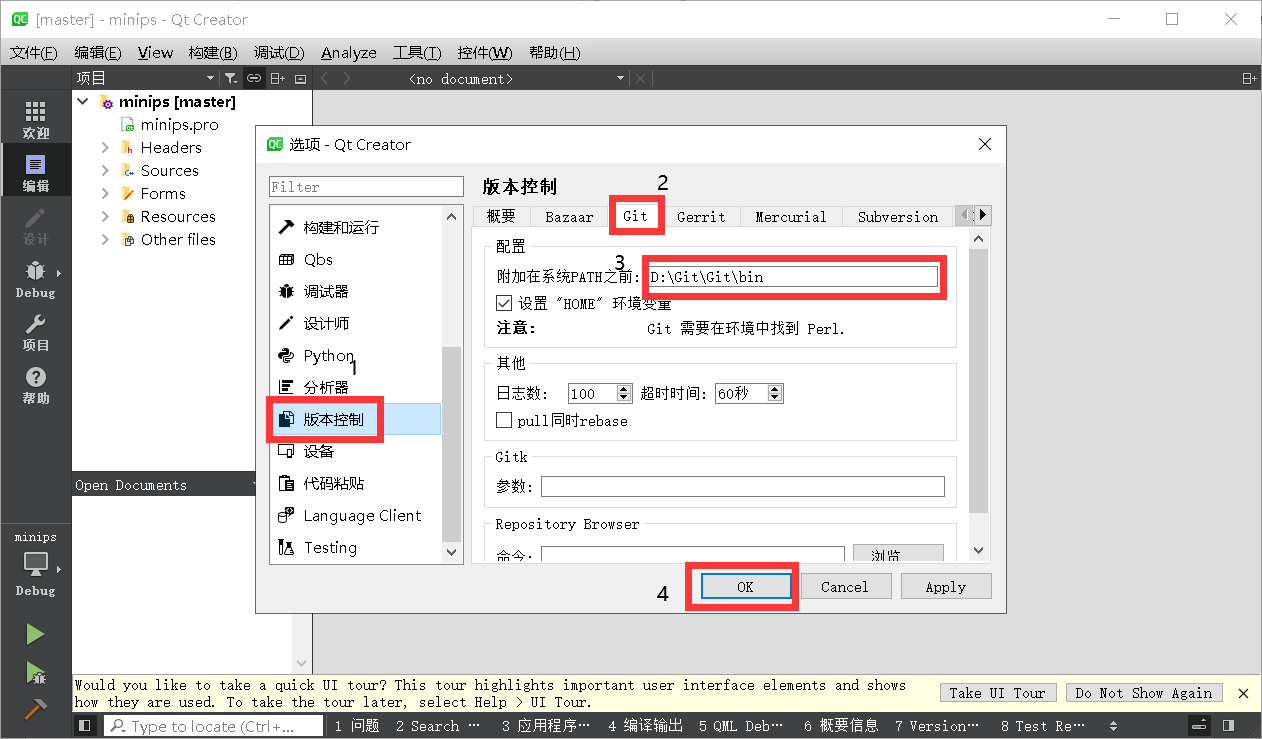 [master] - minips - Qt Creator
文件(F) 编辑(E) View 构建(B) 调试(D) Analyze 工具(T) 控件(W) 帮助(H)
项目 <no document>
欢迎
编辑
设计
Debug
项目
帮助
minips
Debug
minips [master]
minips.pro
Headers
Sources
Forms
Resources
Other files
Open Documents
选项 - Qt Creator
Filter
构建和运行
Qbs
调试器
设计师
Python
1
分析器
版本控制
设备
代码粘贴
Language Client
Testing
版本控制
2
概要 Bazaar Git Gerrit Mercurial Subversion
配置
3
附加在系统PATH之前: D:\Git\Git\bin
设置 "HOME" 环境变量
注意: Git 需要在环境中找到 Perl.
其他
日志数: 100 超时时间: 60秒
pull同时rebase
Gitk
参数:
Repository Browser
命令: 浏览
4
OK Cancel Apply
Would you like to take a quick UI tour? This tour highlights important user interface elements and shows
how they are used. To take the tour later, select Help > UI Tour.
Take UI Tour Do Not Show Again
Type to locate (Ctrl+... 1 问题 2 Search ⋯ 3 应用程序⋯ 4 编译输出 5 QML Deb⋯ 6 概要信息 7 Version⋯ 8 Test Re⋯